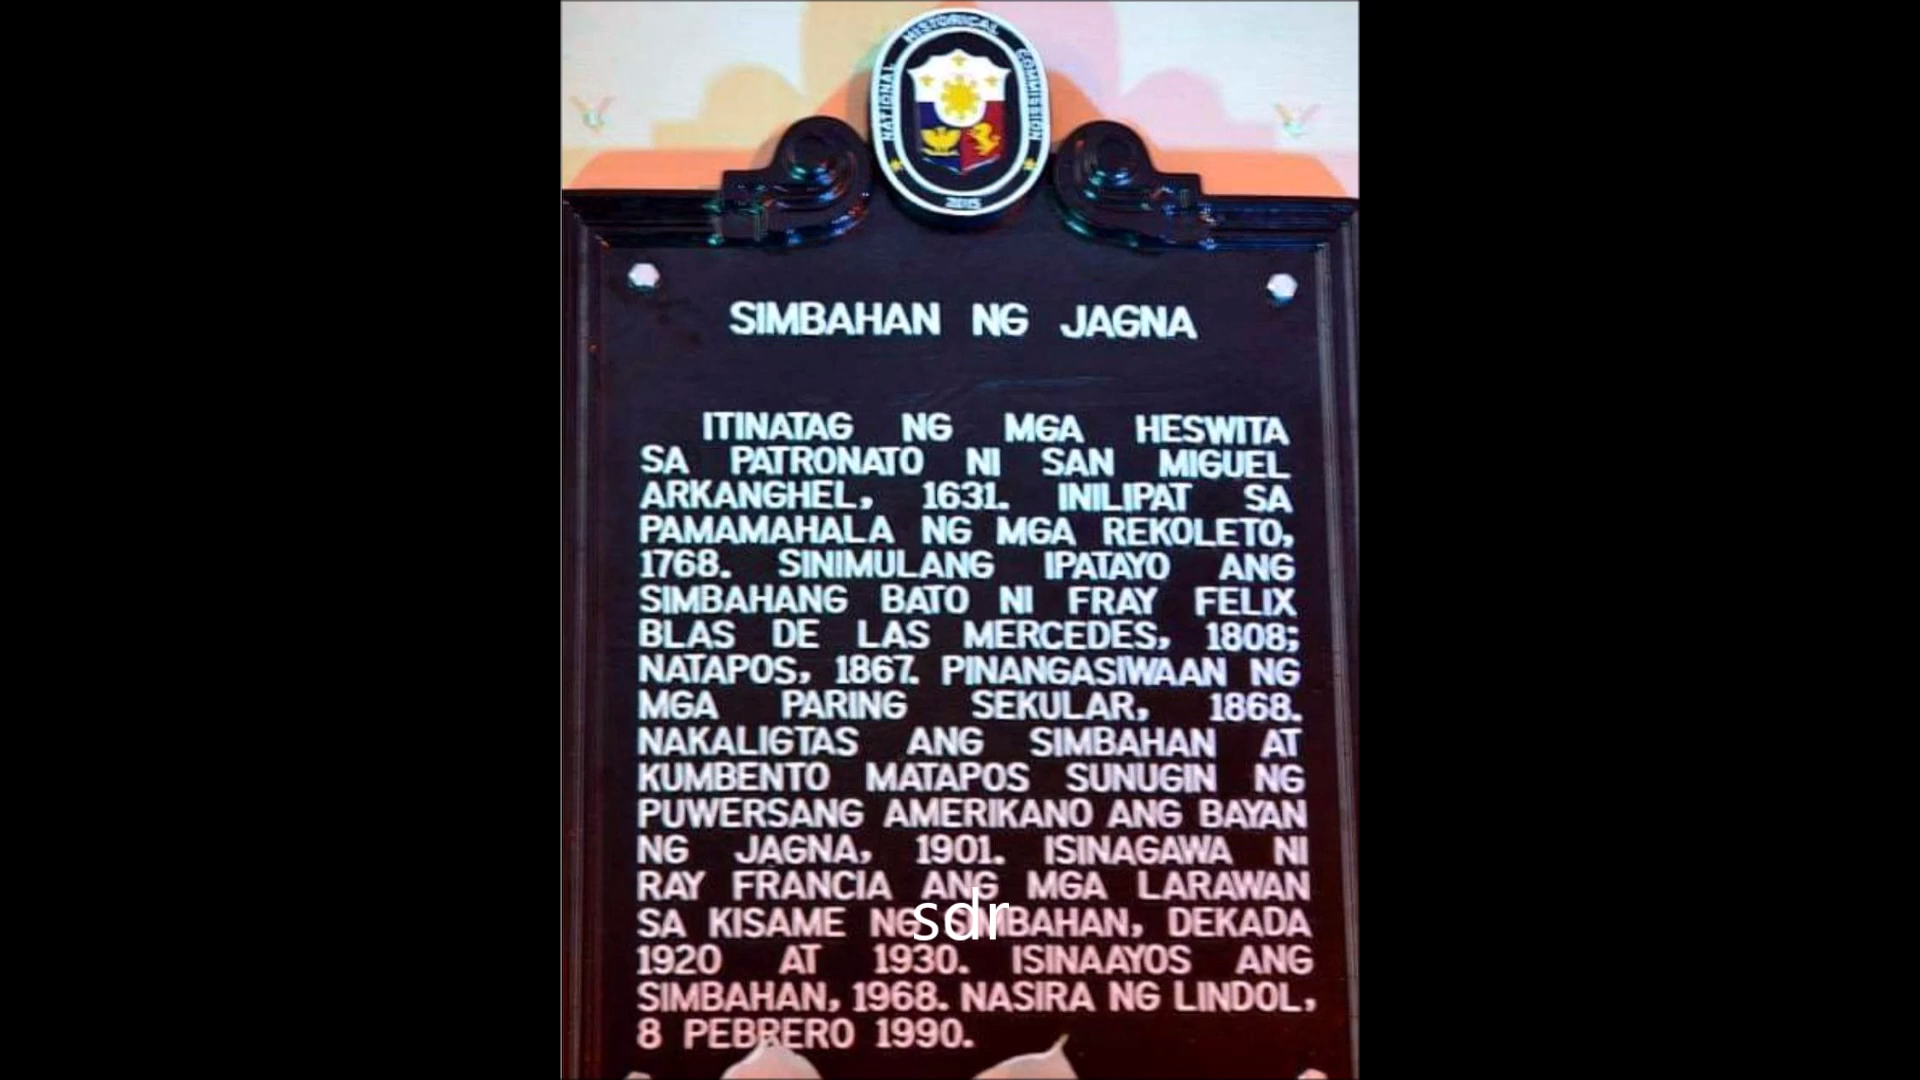 NATIONAL HISTORICAL COMMISSION
2015
SIMBAHAN NG JAGNA
ITINATAG NG MGA HESWITA
SA PATRONATO NI SAN MIGUEL
ARKANGHEL, 1631. INILIPAT SA
PAMAMAHALA NG MGA REKOLETO,
1768. SINIMULANG IPATAYO ANG
SIMBAHANG BATO NI FRAY FELIX
BLAS DE LAS MERCEDES, 1808;
NATAPOS, 1867. PINANGASIWAAN NG
MGA PARING SEKULAR, 1868.
NAKALIGTAS ANG SIMBAHAN AT
KUMBENTO MATAPOS SUNUGIN NG
PUWERSANG AMERIKANO ANG BAYAN
NG JAGNA, 1901. ISINAGAWA NI
RAY FRANCIA ANG MGA LARAWAN
SA KISAME NG SIMBAHAN, DEKADA
sdr
1920 AT 1930. ISINAAYOS ANG
SIMBAHAN, 1968. NASIRA NG LINDOL,
8 PEBRERO 1990.